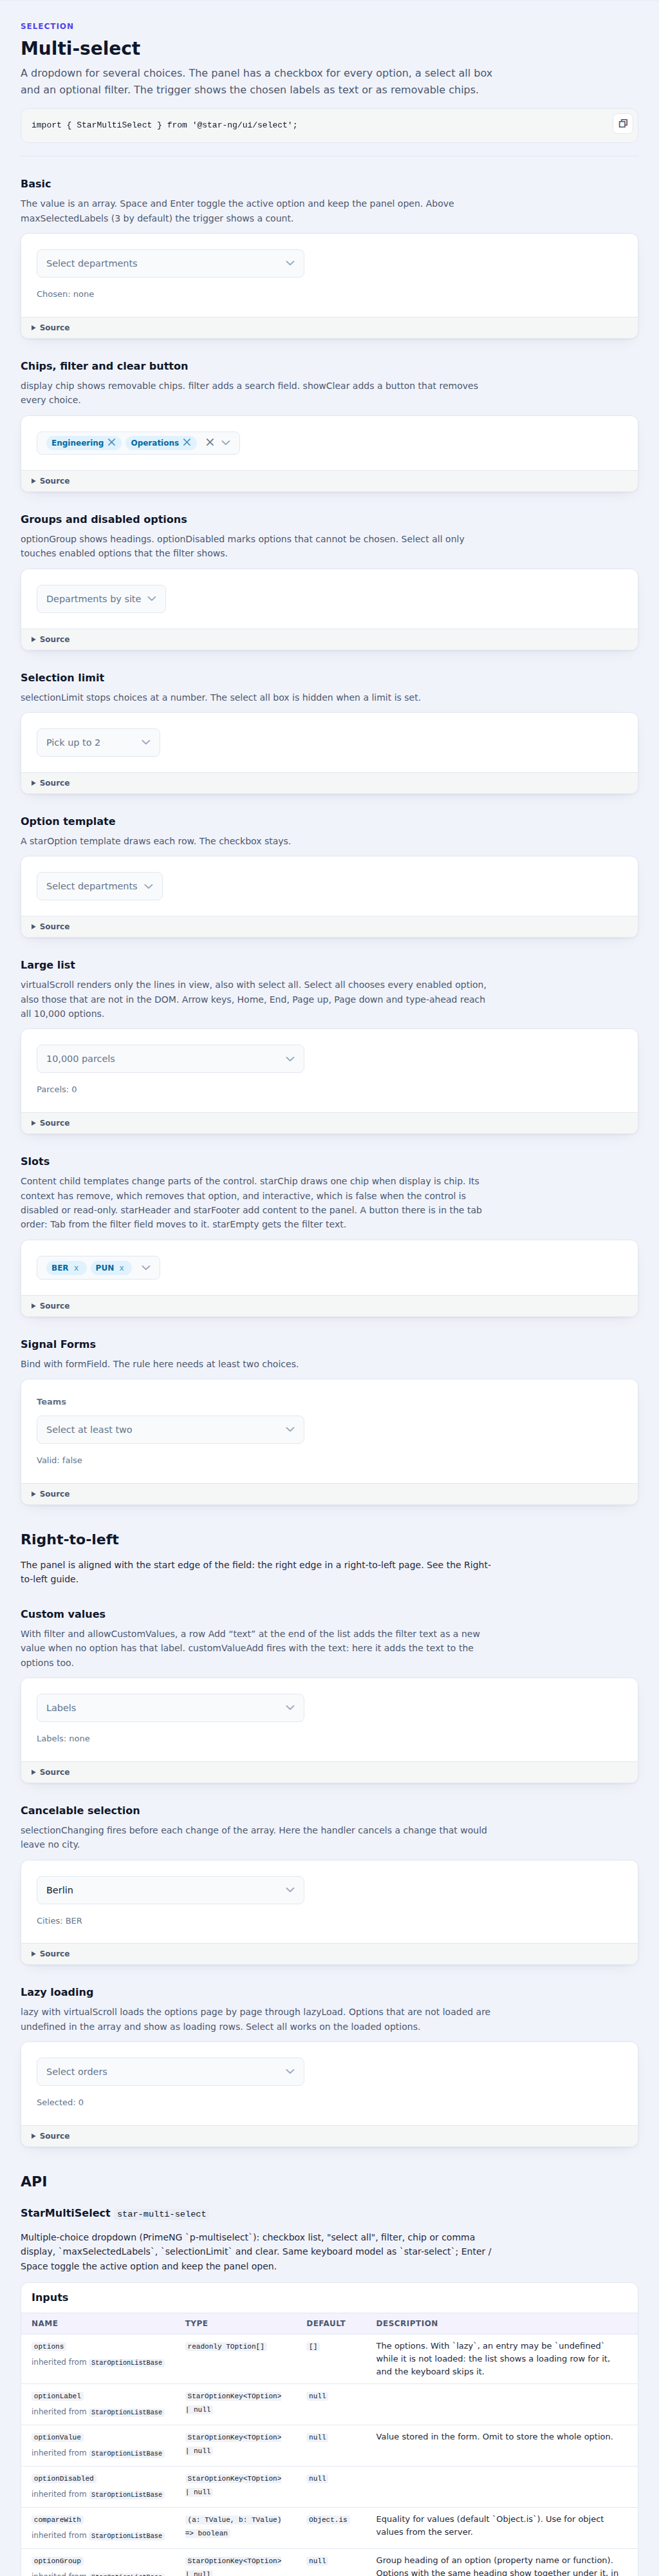 SELECTION
Multi-select
A dropdown for several choices. The panel has a checkbox for every option, a select all box
and an optional filter. The trigger shows the chosen labels as text or as removable chips.
import { StarMultiSelect } from '@star-ng/ui/select';
Basic
The value is an array. Space and Enter toggle the active option and keep the panel open. Above
maxSelectedLabels (3 by default) the trigger shows a count.
Select departments
Chosen: none
Source
Chips, filter and clear button
display chip shows removable chips. filter adds a search field. showClear adds a button that removes
every choice.
Engineering Operations
Source
Groups and disabled options
optionGroup shows headings. optionDisabled marks options that cannot be chosen. Select all only
touches enabled options that the filter shows.
Departments by site
Source
Selection limit
selectionLimit stops choices at a number. The select all box is hidden when a limit is set.
Pick up to 2
Source
Option template
A starOption template draws each row. The checkbox stays.
Select departments
Source
Large list
virtualScroll renders only the lines in view, also with select all. Select all chooses every enabled option,
also those that are not in the DOM. Arrow keys, Home, End, Page up, Page down and type-ahead reach
all 10,000 options.
10,000 parcels
Parcels: 0
Source
Slots
Content child templates change parts of the control. starChip draws one chip when display is chip. Its
context has remove, which removes that option, and interactive, which is false when the control is
disabled or read-only. starHeader and starFooter add content to the panel. A button there is in the tab
order: Tab from the filter field moves to it. starEmpty gets the filter text.
BER x PUN x
Source
Signal Forms
Bind with formField. The rule here needs at least two choices.
Teams
Select at least two
Valid: false
Source
Right-to-left
The panel is aligned with the start edge of the field: the right edge in a right-to-left page. See the Right-
to-left guide.
Custom values
With filter and allowCustomValues, a row Add “text” at the end of the list adds the filter text as a new
value when no option has that label. customValueAdd fires with the text: here it adds the text to the
options too.
Labels
Labels: none
Source
Cancelable selection
selectionChanging fires before each change of the array. Here the handler cancels a change that would
leave no city.
Berlin
Cities: BER
Source
Lazy loading
lazy with virtualScroll loads the options page by page through lazyLoad. Options that are not loaded are
undefined in the array and show as loading rows. Select all works on the loaded options.
Select orders
Selected: 0
Source
API
StarMultiSelect star-multi-select
Multiple-choice dropdown (PrimeNG `p-multiselect`): checkbox list, "select all", filter, chip or comma
display, `maxSelectedLabels`, `selectionLimit` and clear. Same keyboard model as `star-select`; Enter /
Space toggle the active option and keep the panel open.
Inputs
NAME TYPE DEFAULT DESCRIPTION
options readonly TOption[] [] The options. With `lazy`, an entry may be `undefined`
inherited from StarOptionListBase while it is not loaded: the list shows a loading row for it,
and the keyboard skips it.
optionLabel StarOptionKey<TOption> null
inherited from StarOptionListBase | null
optionValue StarOptionKey<TOption> null Value stored in the form. Omit to store the whole option.
inherited from StarOptionListBase | null
optionDisabled StarOptionKey<TOption> null
inherited from StarOptionListBase | null
compareWith (a: TValue, b: TValue) Object.is Equality for values (default `Object.is`). Use for object
inherited from StarOptionListBase => boolean values from the server.
optionGroup StarOptionKey<TOption> null Group heading of an option (property name or function).
inherited from StarOptionListBase | null Options with the same heading show together under it, in